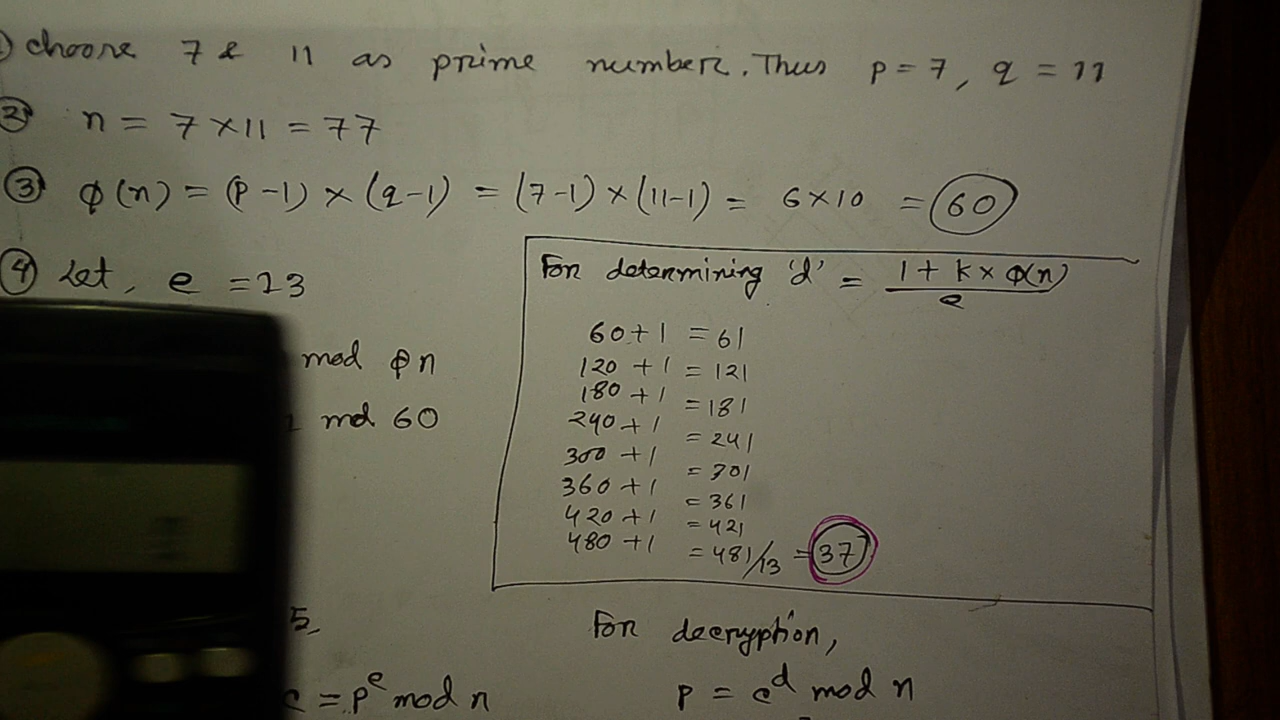 choose 7 & 11 as prime number. Thus p = 7, q = 11
② n = 7 × 11 = 77
③ φ(n) = (p - 1) × (q - 1) = (7-1) × (11-1) = 6 × 10 = 60
④ Let, e = 23
mod φn
mod 60
For determining 'd' = (1 + k × φ(n)) / e
60 + 1 = 61
120 + 1 = 121
180 + 1 = 181
240 + 1 = 241
300 + 1 = 301
360 + 1 = 361
420 + 1 = 421
480 + 1 = 481/13 = 37
5,
For decryption,
c = p^e mod n
p = c^d mod n